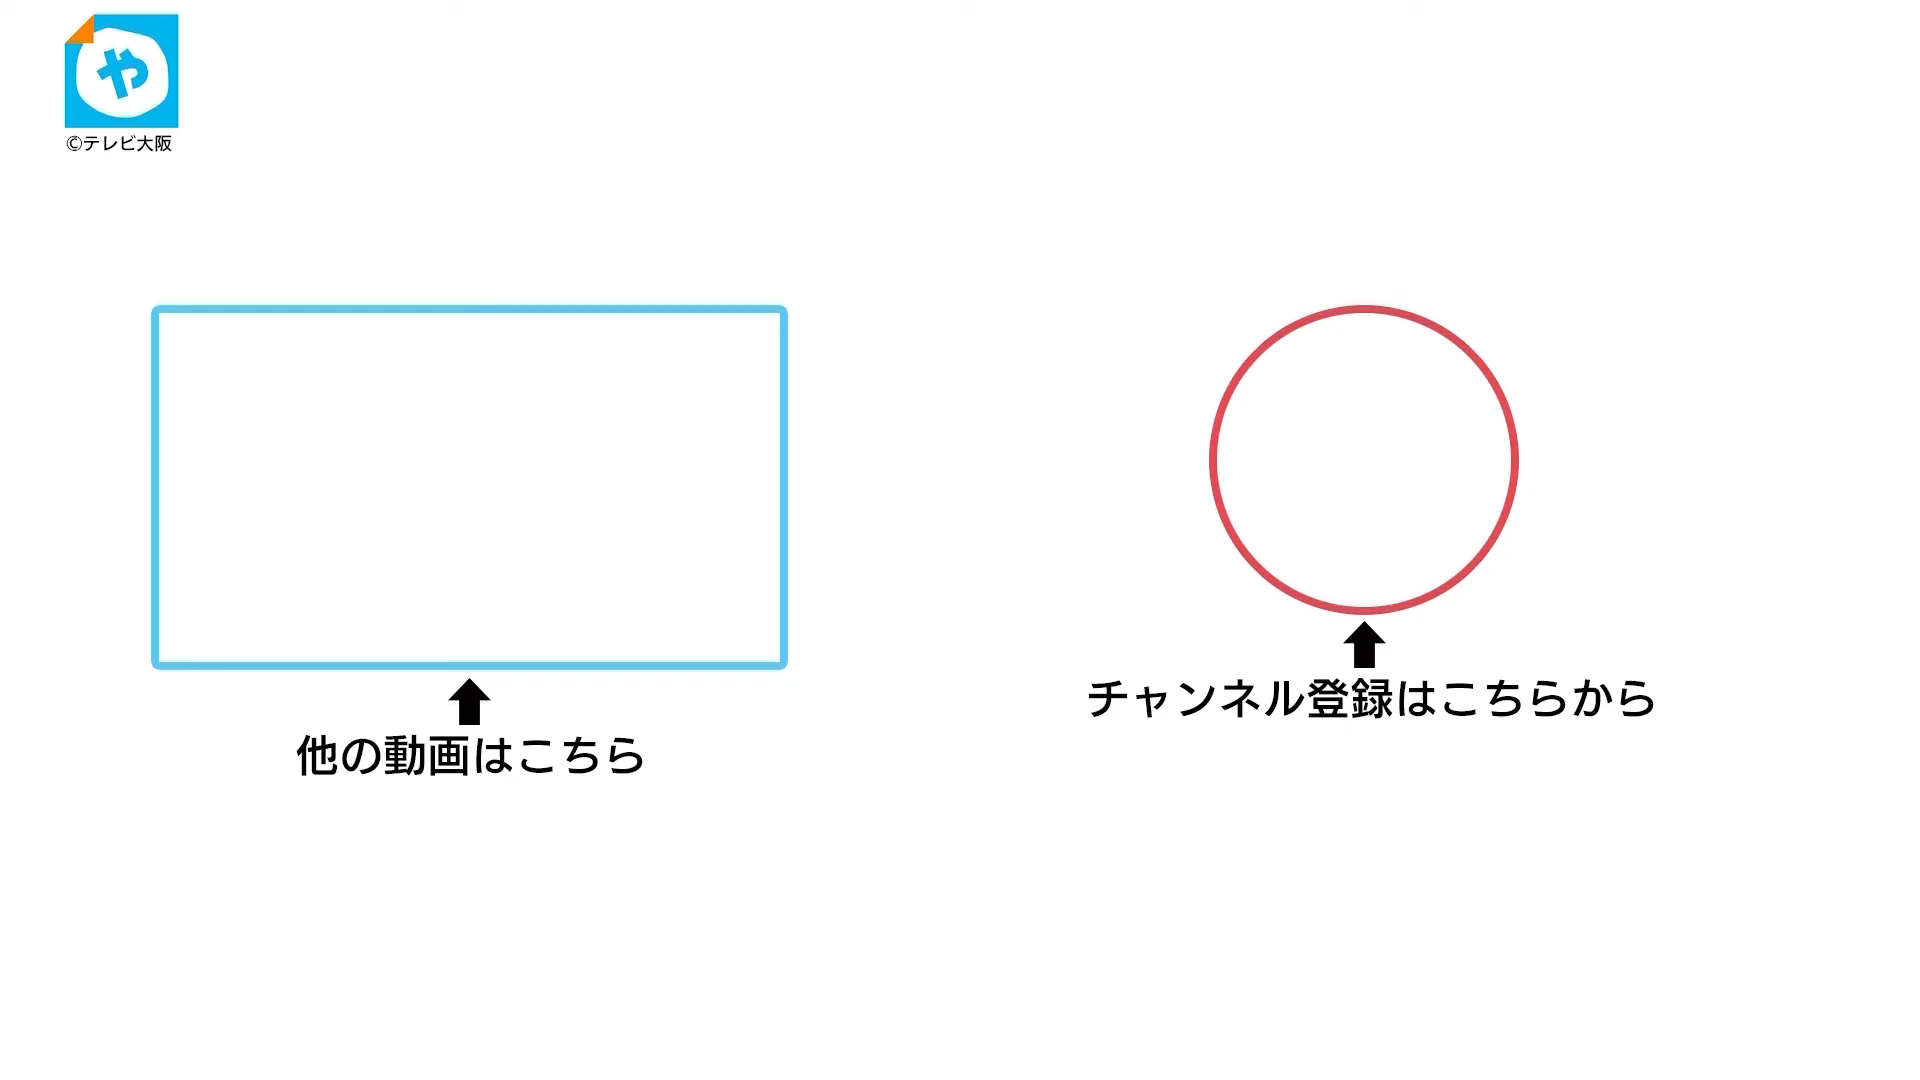 や
©テレビ大阪
チャンネル登録はこちらから
他の動画はこちら